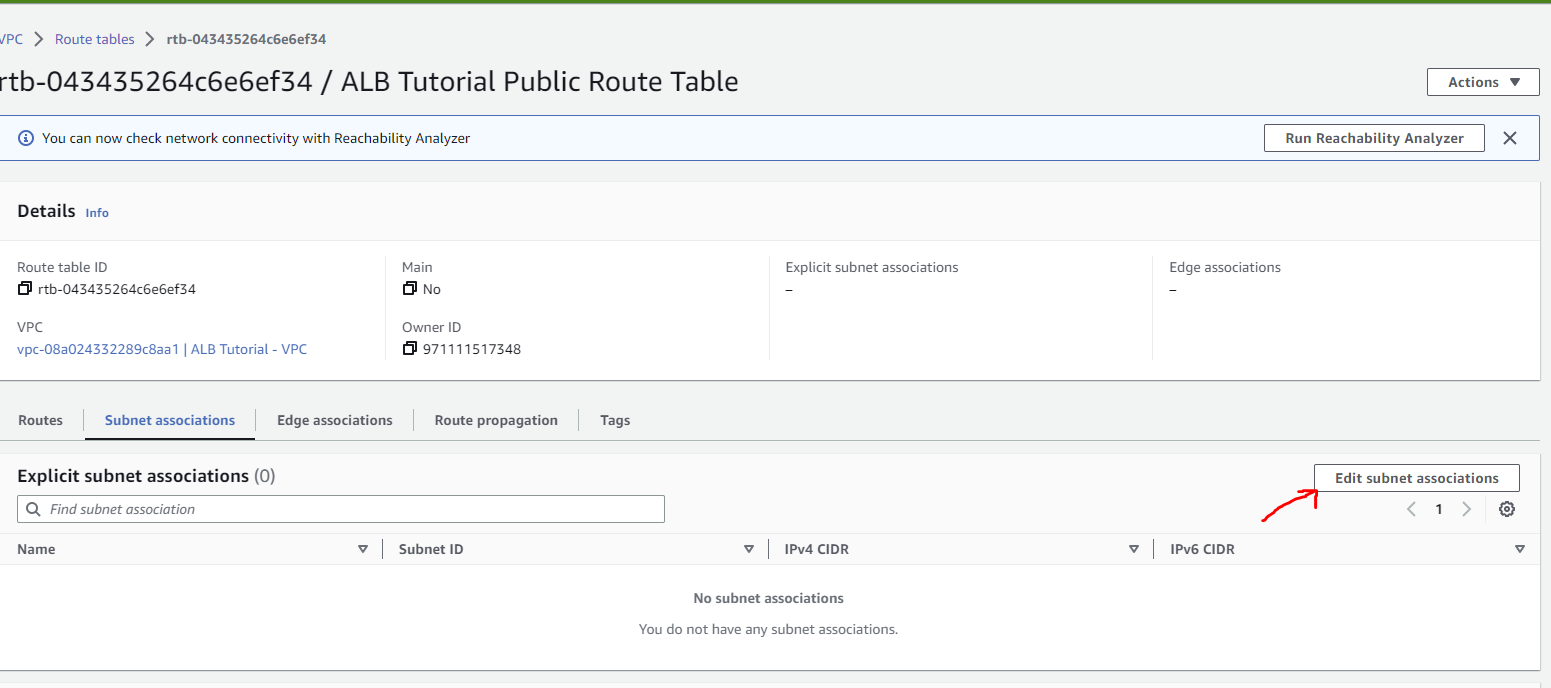 VPC > Route tables > rtb-043435264c6e6ef34
rtb-043435264c6e6ef34 / ALB Tutorial Public Route Table
Actions
You can now check network connectivity with Reachability Analyzer
Run Reachability Analyzer
Details Info
Route table ID
rtb-043435264c6e6ef34
Main
No
Explicit subnet associations
–
Edge associations
–
VPC
vpc-08a024332289c8aa1 | ALB Tutorial - VPC
Owner ID
971111517348
Routes
Subnet associations
Edge associations
Route propagation
Tags
Explicit subnet associations (0)
Edit subnet associations
Find subnet association
1
Name
Subnet ID
IPv4 CIDR
IPv6 CIDR
No subnet associations
You do not have any subnet associations.